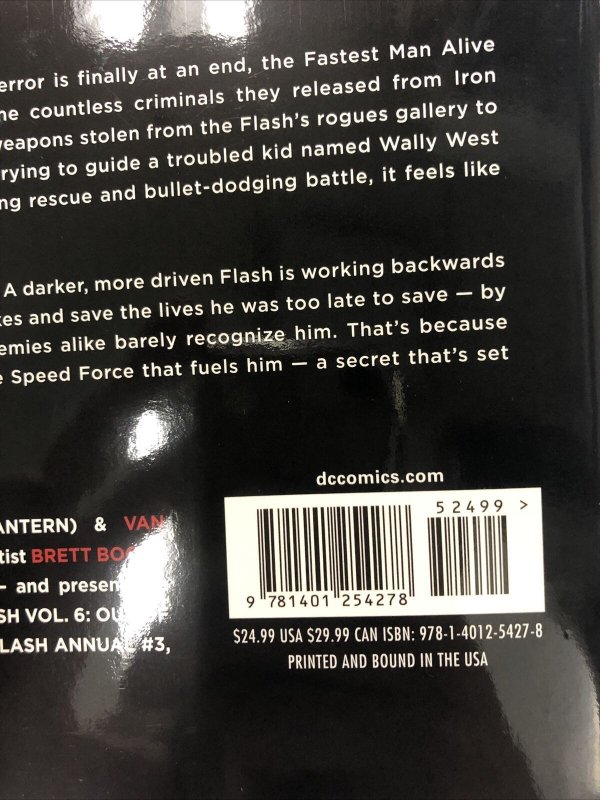 error is finally at an end, the Fastest Man Alive
he countless criminals they released from Iron
weapons stolen from the Flash's rogues gallery to
rying to guide a troubled kid named Wally West
ng rescue and bullet-dodging battle, it feels like
A darker, more driven Flash is working backwards
kes and save the lives he was too late to save — by
emies alike barely recognize him. That's because
e Speed Force that fuels him — a secret that's set
dccomics.com
52499 >
9 781401 254278
$24.99 USA $29.99 CAN ISBN: 978-1-4012-5427-8
PRINTED AND BOUND IN THE USA
ANTERN) & VAN
tist BRETT BOO
— and presen
SH VOL. 6: OU
LASH ANNUAL #3,